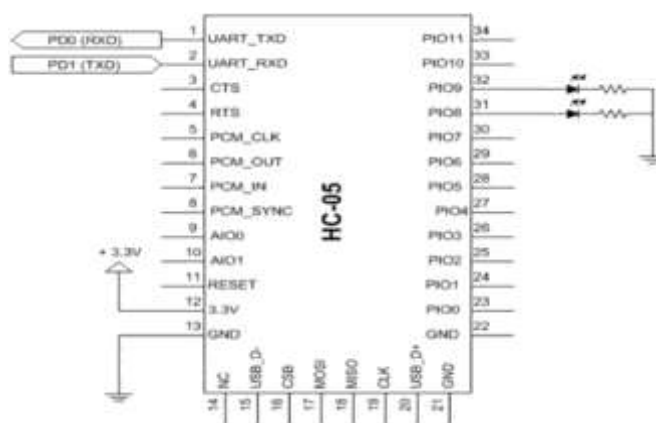 PD0 (RXD)
PD1 (TXD)
1 UART_TXD
2 UART_RXD
3 CTS
4 RTS
5 PCM_CLK
6 PCM_OUT
7 PCM_IN
8 PCM_SYNC
9 AIO0
10 AIO1
11 RESET
12 3.3V
13 GND
+ 3.3V
HC-05
PIO11 34
PIO10 33
PIO9 32
PIO8 31
PIO7 30
PIO6 29
PIO5 28
PIO4 27
PIO3 26
PIO2 25
PIO1 24
PIO0 23
GND 22
14 NC
15 USB_D-
16 CSB
17 MOSI
18 MISO
19 CLK
20 USB_D+
21 GND